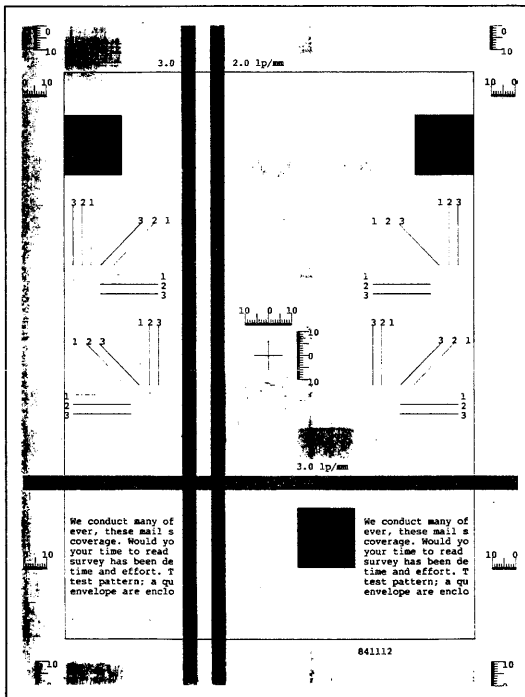 0
10
0
10
3.0
2.0 lp/mm
10
10 0
3 2 1
3 2 1
1 2 3
1 2 3
1
2
3
1
2
3
10 0 10
1 2 3
1 2 3
3 2 1
3 2 1
10
0
10
1
2
3
1
2
3
3.0 lp/mm
We conduct many of
ever, these mail s
coverage. Would yo
your time to read
survey has been de
time and effort. T
test pattern; a qu
envelope are enclo
We conduct many of
ever, these mail s
coverage. Would yo
your time to read
survey has been de
time and effort. T
test pattern; a qu
envelope are enclo
10
10 0
841112
10
10